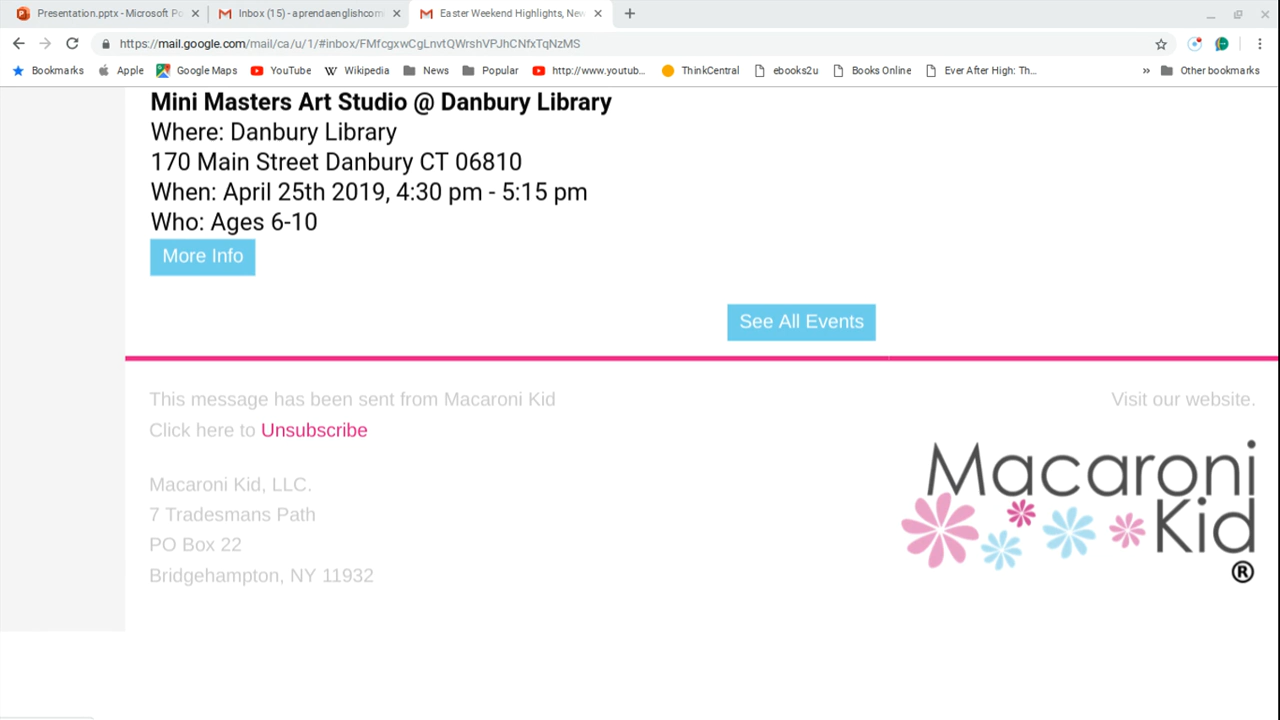 Presentation.pptx - Microsoft Po
Inbox (15) - aprendaenglishcom
Easter Weekend Highlights, New
https://mail.google.com/mail/ca/u/1/#inbox/FMfcgxwCgLnvtQWrshVPJhCNfxTqNzMS
Bookmarks
Apple
Google Maps
YouTube
Wikipedia
News
Popular
http://www.youtub...
ThinkCentral
ebooks2u
Books Online
Ever After High: Th...
»
Other bookmarks
Mini Masters Art Studio @ Danbury Library
Where: Danbury Library
170 Main Street Danbury CT 06810
When: April 25th 2019, 4:30 pm - 5:15 pm
Who: Ages 6-10
More Info
See All Events
This message has been sent from Macaroni Kid
Click here to Unsubscribe
Macaroni Kid, LLC.
7 Tradesmans Path
PO Box 22
Bridgehampton, NY 11932
Visit our website.
Macaroni
Kid
®